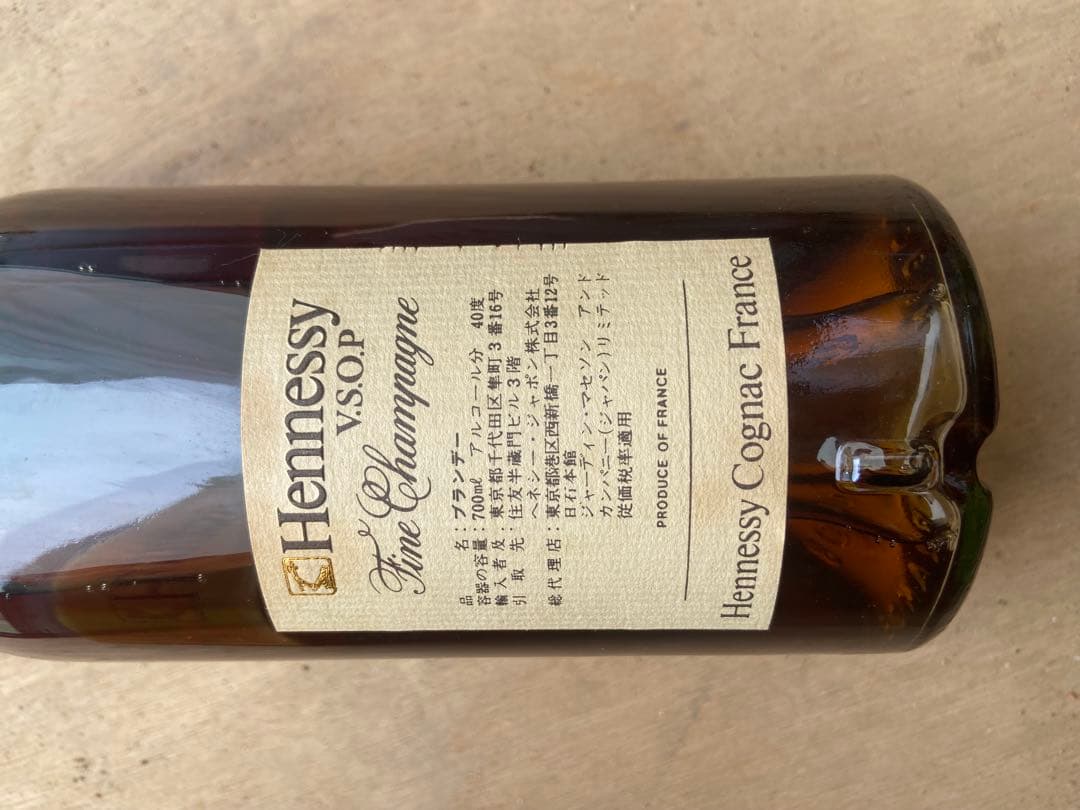 Hennessy
V.S.O.P
Fine Champagne
品名：ブランデー
容器の容量：700ml アルコール分 40度
輸入者及：東京都千代田区隼町3番16号
引取先：住友半蔵門ビル3階
ヘネシー・ジャポン株式会社
総代理店：東京都港区西新橋一丁目3番12号
日石本館
ジャーディン・マセソン アンド
カンパニー(ジャパン)リミテッド
従価税率適用
PRODUCE OF FRANCE
Hennessy Cognac France